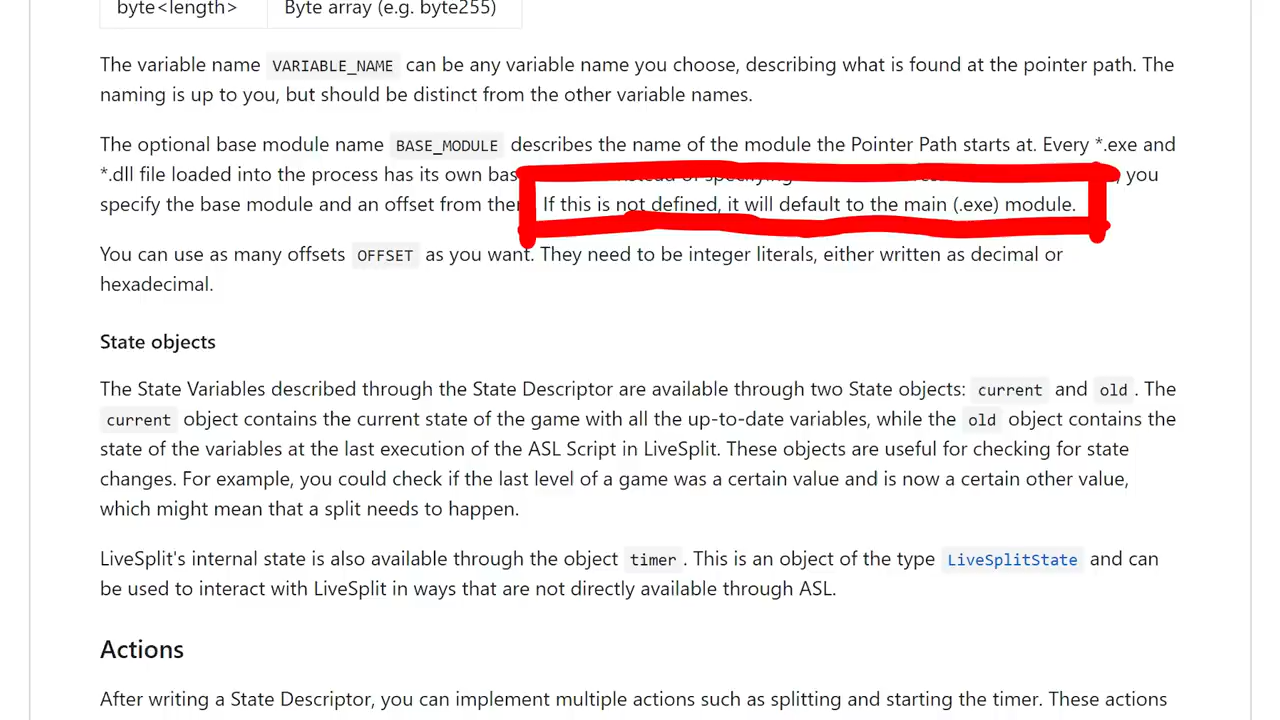 byte<length> Byte array (e.g. byte255)
The variable name VARIABLE_NAME can be any variable name you choose, describing what is found at the pointer path. The
naming is up to you, but should be distinct from the other variable names.
The optional base module name BASE_MODULE describes the name of the module the Pointer Path starts at. Every *.exe and
*.dll file loaded into the process has its own instead of specifying , you
specify the base module and an offset from If this is not defined, it will default to the main (.exe) module.
You can use as many offsets OFFSET as you want. They need to be integer literals, either written as decimal or
hexadecimal.
State objects
The State Variables described through the State Descriptor are available through two State objects: current and old . The
current object contains the current state of the game with all the up-to-date variables, while the old object contains the
state of the variables at the last execution of the ASL Script in LiveSplit. These objects are useful for checking for state
changes. For example, you could check if the last level of a game was a certain value and is now a certain other value,
which might mean that a split needs to happen.
LiveSplit's internal state is also available through the object timer . This is an object of the type LiveSplitState and can
be used to interact with LiveSplit in ways that are not directly available through ASL.
Actions
After writing a State Descriptor, you can implement multiple actions such as splitting and starting the timer. These actions